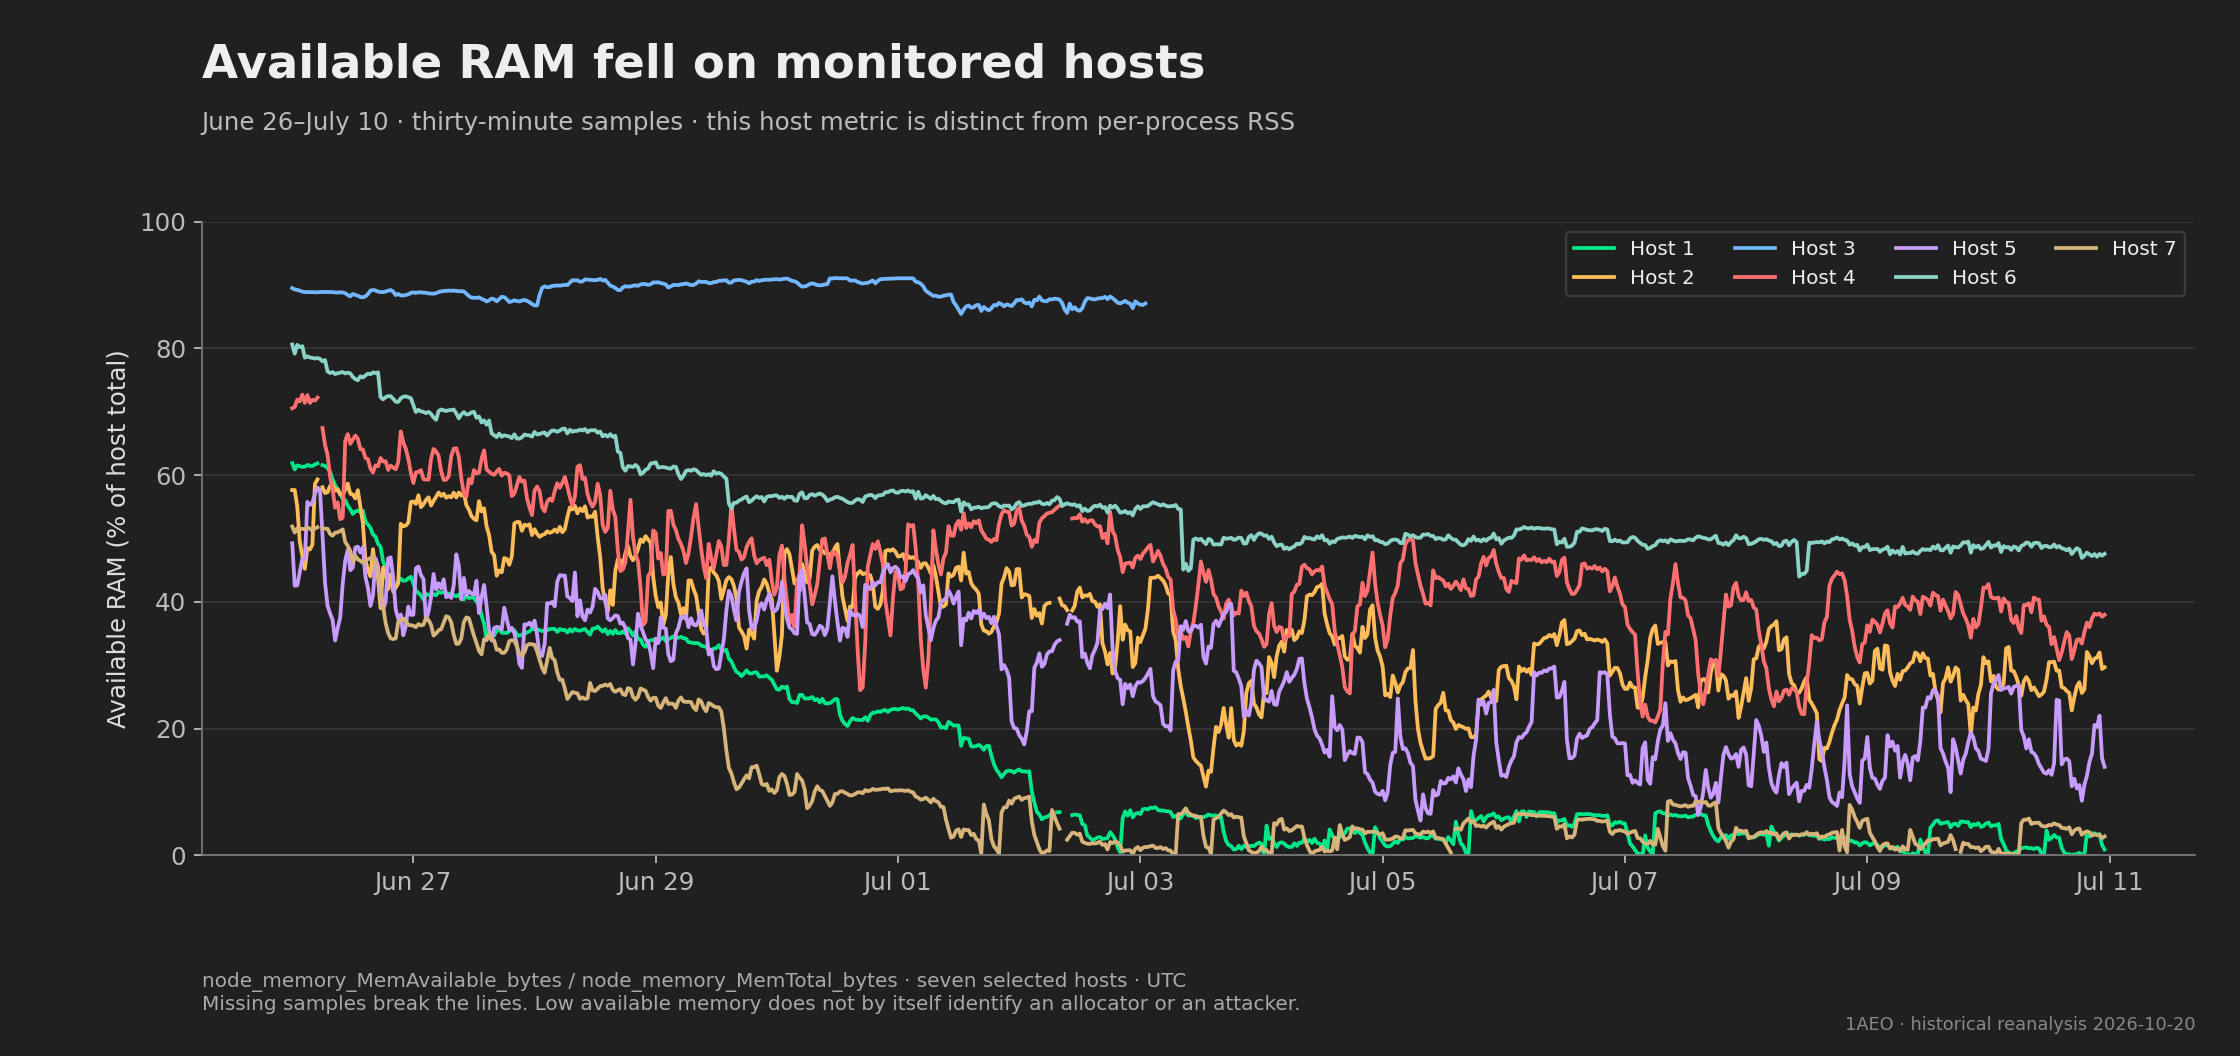 Available RAM fell on monitored hosts
June 26–July 10 · thirty-minute samples · this host metric is distinct from per-process RSS
Available RAM (% of host total)
100
80
60
40
20
0
Host 1
Host 2
Host 3
Host 4
Host 5
Host 6
Host 7
Jun 27
Jun 29
Jul 01
Jul 03
Jul 05
Jul 07
Jul 09
Jul 11
node_memory_MemAvailable_bytes / node_memory_MemTotal_bytes · seven selected hosts · UTC
Missing samples break the lines. Low available memory does not by itself identify an allocator or an attacker.
1AEO · historical reanalysis 2026-10-20